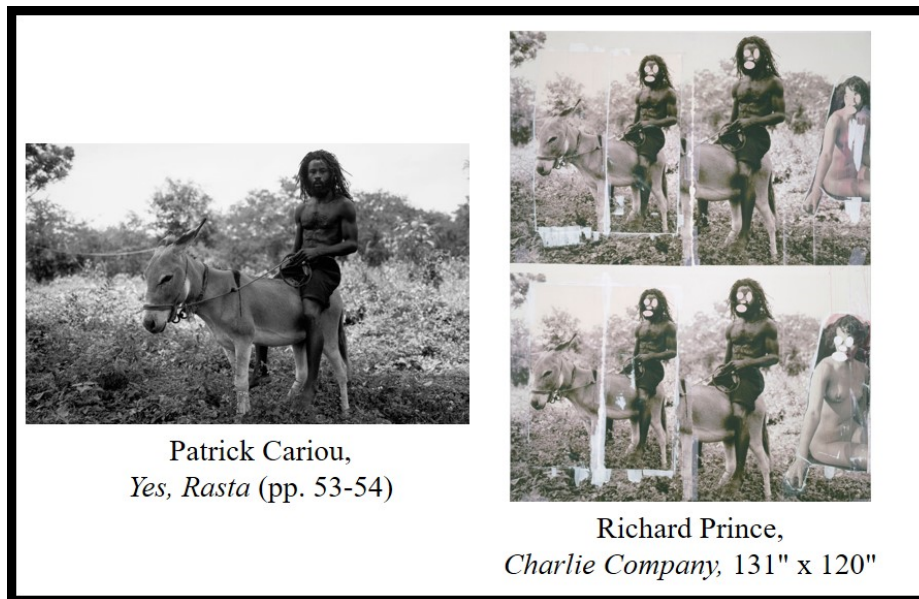 Patrick Cariou,
Yes, Rasta (pp. 53-54)
Richard Prince,
Charlie Company, 131" x 120"